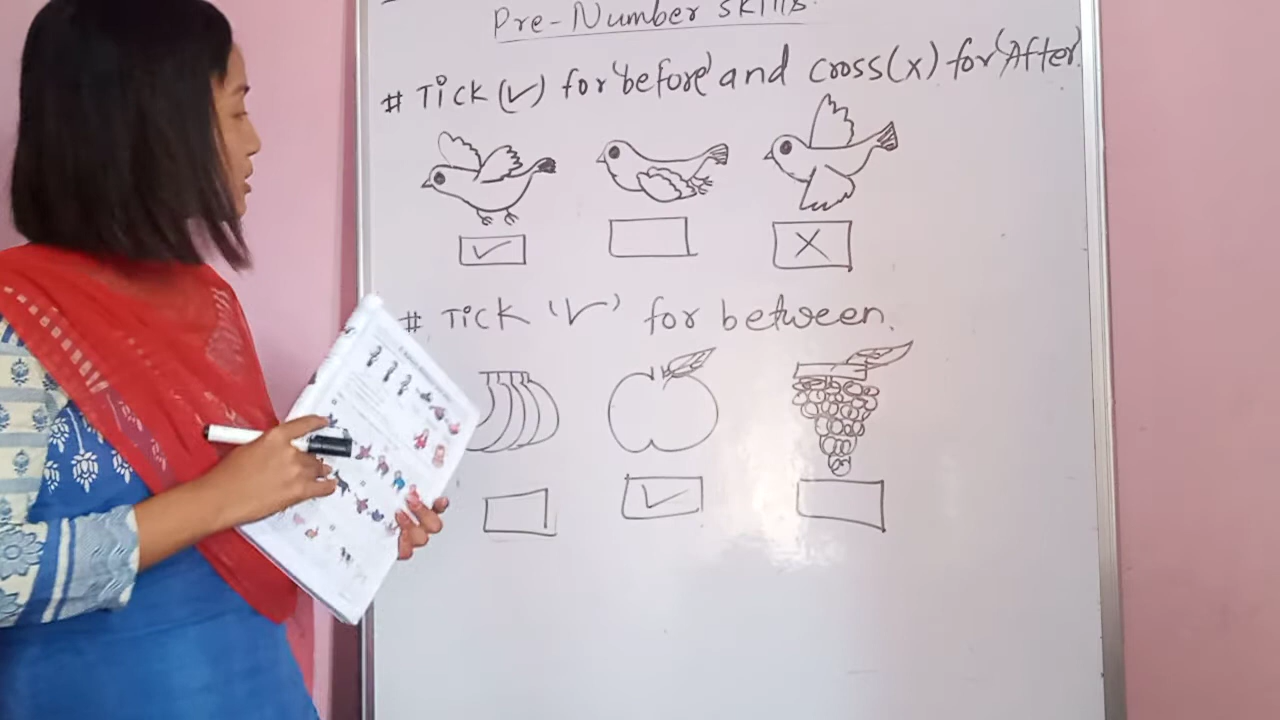 Pre-Number skills.
# Tick (✓) for 'before' and cross(x) for 'After'.
✓ X
# Tick '✓' for between.
✓